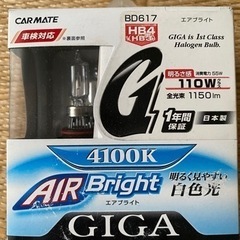 CARMATE
BD617
エアブライト
車検対応
HB4
HB3
GIGA is 1st Class
Halogen Bulb.
G
明るさ感
消費電力 55W
110W
全光束 1150lm
1年間
保証
日本製
4100K
AIR Bright
エアブライト
明るく見やすい
白色光
GIGA